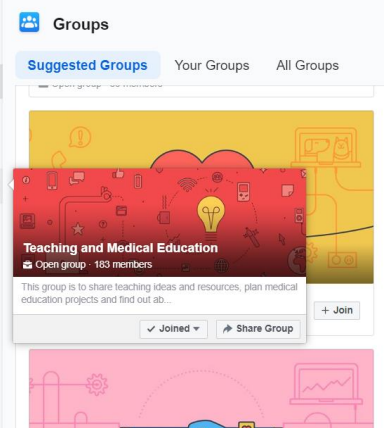 Groups
Suggested Groups Your Groups All Groups
Teaching and Medical Education
Open group · 183 members
This group is to share teaching ideas and resources, plan medical
education projects and find out ab...
+ Join
Joined Share Group